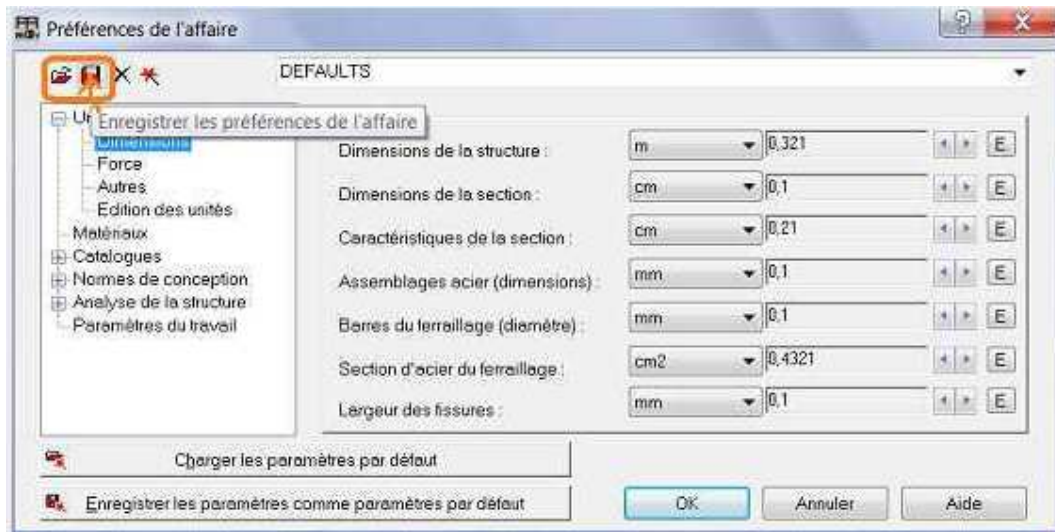 Préférences de l'affaire
DEFAULTS
Enregistrer les préférences de l'affaire
Dimensions
Force
Autres
Edition des unités
Matériaux
Catalogues
Normes de conception
Analyse de la structure
Paramètres du travail
Dimensions de la structure : m 0,321 E
Dimensions de la section : cm 0,1 E
Caractéristiques de la section : cm 0,21 E
Assemblages acier (dimensions) : mm 0,1 E
Barres du ferraillage (diamètre) : mm 0,1 E
Section d'acier du ferraillage : cm2 0,4321 E
Largeur des fissures : mm 0,1 E
Charger les paramètres par défaut
Enregistrer les paramètres comme paramètres par défaut
OK Annuler Aide